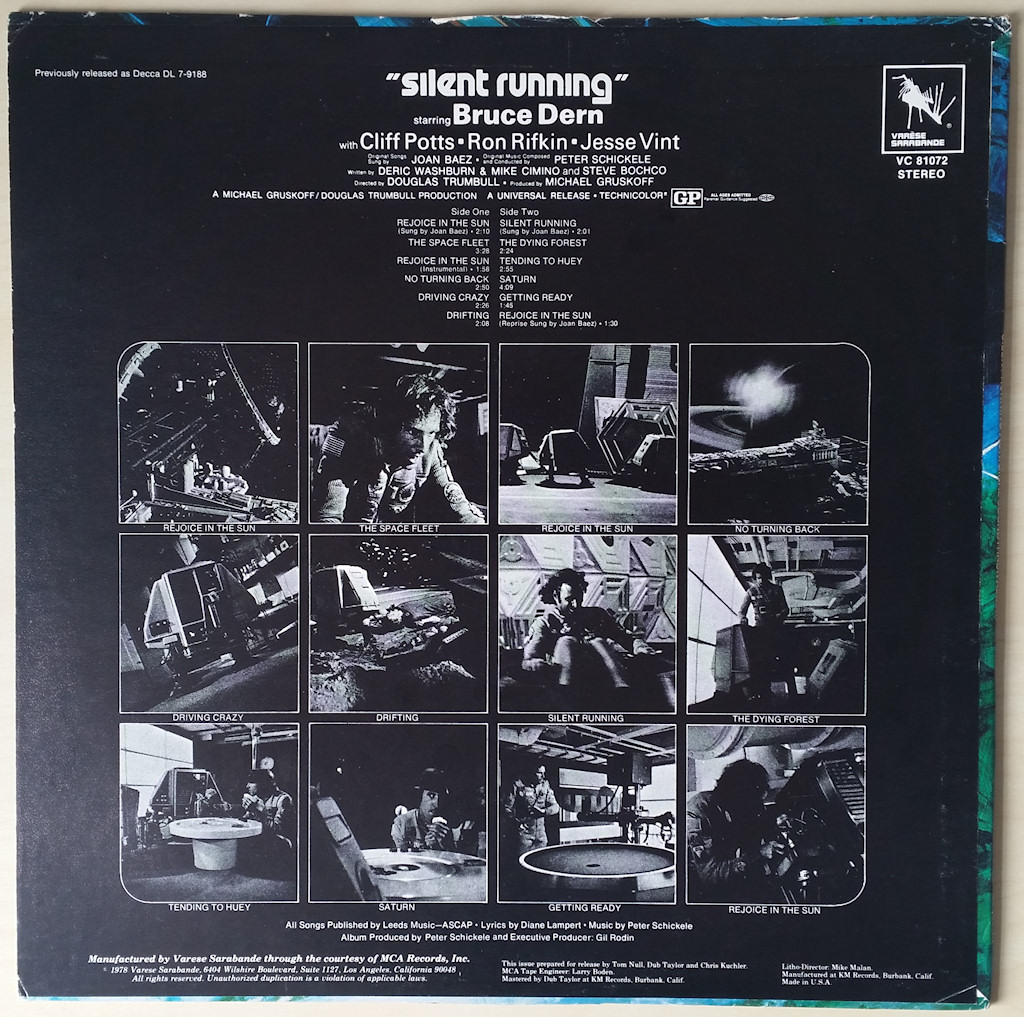 Previously released as Decca DL 7-9188
"silent running"
starring Bruce Dern
with Cliff Potts ▪ Ron Rifkin ▪ Jesse Vint
Original Songs Sung by JOAN BAEZ • Original Music Composed and Conducted by PETER SCHICKELE
Written by DERIC WASHBURN & MIKE CIMINO and STEVE BOCHCO
Directed by DOUGLAS TRUMBULL • Produced by MICHAEL GRUSKOFF
A MICHAEL GRUSKOFF/DOUGLAS TRUMBULL PRODUCTION A UNIVERSAL RELEASE • TECHNICOLOR®
GP ALL AGES ADMITTED
Parental Guidance Suggested
VARÈSE
SARABANDE
®
VC 81072
STEREO
Side One
REJOICE IN THE SUN
(Sung by Joan Baez) • 2:10
THE SPACE FLEET
3:28
REJOICE IN THE SUN
(Instrumental) • 1:58
NO TURNING BACK
2:50
DRIVING CRAZY
2:26
DRIFTING
2:08
Side Two
SILENT RUNNING
(Sung by Joan Baez) • 2:01
THE DYING FOREST
2:24
TENDING TO HUEY
2:55
SATURN
4:09
GETTING READY
1:45
REJOICE IN THE SUN
(Reprise Sung by Joan Baez) • 1:30
REJOICE IN THE SUN
THE SPACE FLEET
REJOICE IN THE SUN
NO TURNING BACK
DRIVING CRAZY
DRIFTING
SILENT RUNNING
THE DYING FOREST
TENDING TO HUEY
SATURN
GETTING READY
REJOICE IN THE SUN
All Songs Published by Leeds Music—ASCAP • Lyrics by Diane Lampert • Music by Peter Schickele
Album Produced by Peter Schickele and Executive Producer: Gil Rodin
Manufactured by Varese Sarabande through the courtesy of MCA Records, Inc.
© 1978 Varese Sarabande, 6404 Wilshire Boulevard, Suite 1127, Los Angeles, California 90048
All rights reserved. Unauthorized duplication is a violation of applicable laws.
This issue prepared for release by Tom Null, Dub Taylor and Chris Kuchler.
MCA Tape Engineer: Larry Boden.
Mastered by Dub Taylor at KM Records, Burbank, Calif.
Litho-Director: Mike Malan.
Manufactured at KM Records, Burbank, Calif.
Made in U.S.A.